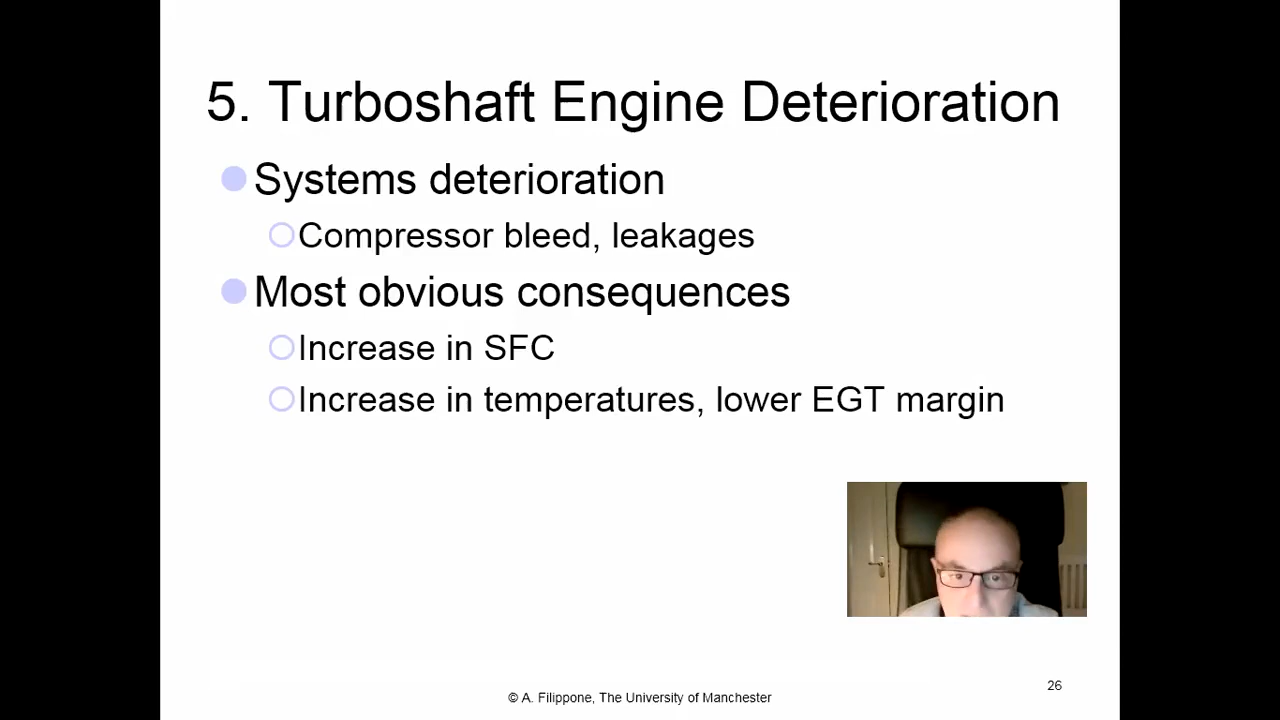 5. Turboshaft Engine Deterioration
Systems deterioration
Compressor bleed, leakages
Most obvious consequences
Increase in SFC
Increase in temperatures, lower EGT margin
© A. Filippone, The University of Manchester
26